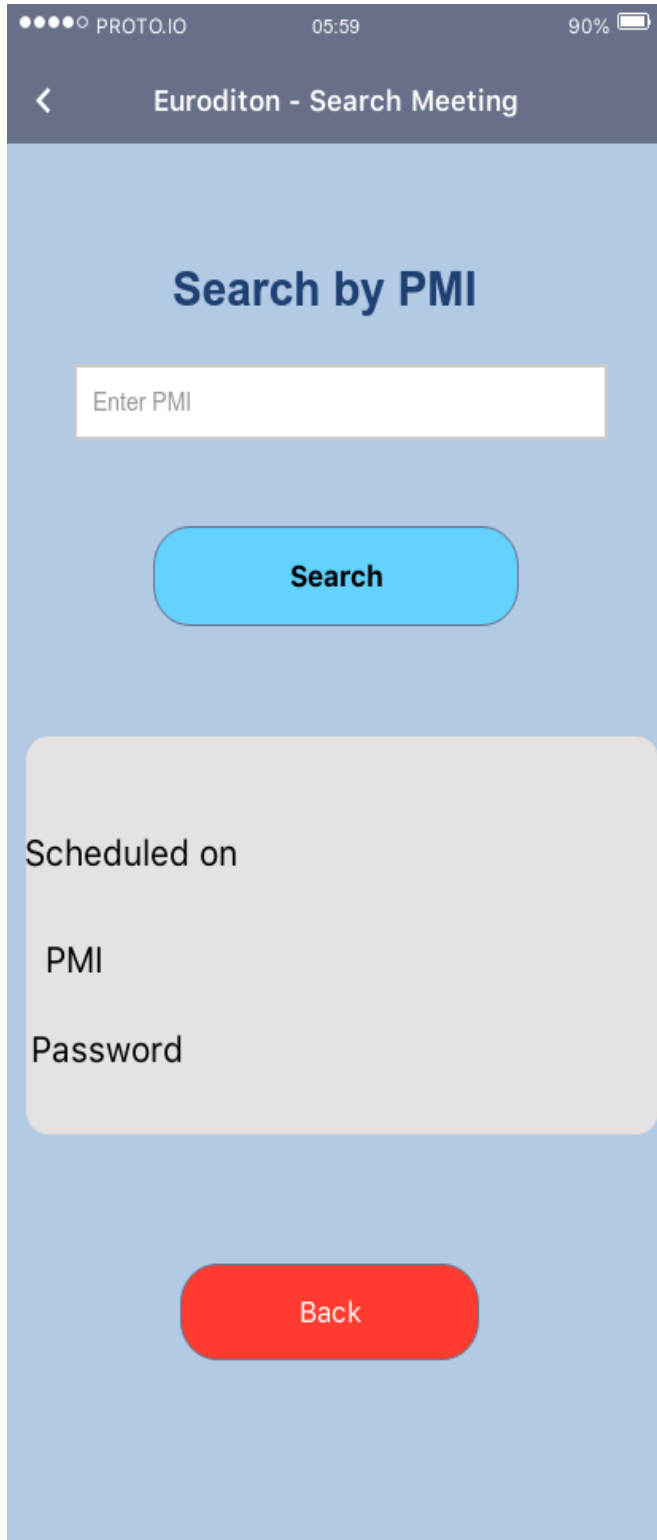 PROTO.IO 05:59 90%
Euroditon - Search Meeting
Search by PMI
Enter PMI
Search
Scheduled on
PMI
Password
Back